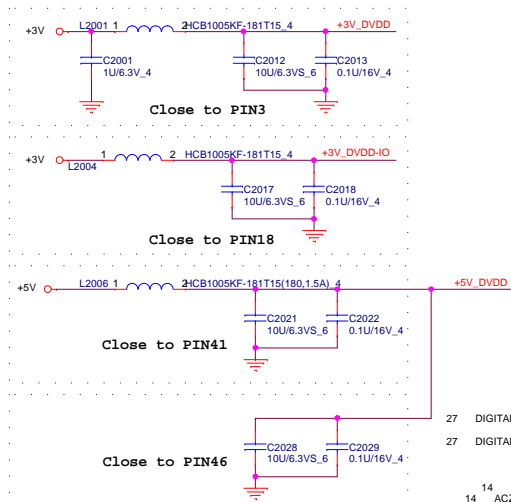 L2001 1 2 HCB1005KF-181T15_4
+3V +3V_DVDD
C2001 C2012 C2013
1U/6.3V_4 10U/6.3VS_6 0.1U/16V_4
Close to PIN3
+3V 1 2 HCB1005KF-181T15_4 +3V_DVDD-IO
L2004
C2017 C2018
10U/6.3VS_6 0.1U/16V_4
Close to PIN18
+5V L2006 1 2 HCB1005KF-181T15(180,1.5A)_4 +5V_DVDD
C2021 C2022
10U/6.3VS_6 0.1U/16V_4
Close to PIN41
27 DIGITAL
27 DIGITAL
C2028 C2029
10U/6.3VS_6 0.1U/16V_4
Close to PIN46
14
14 ACZ